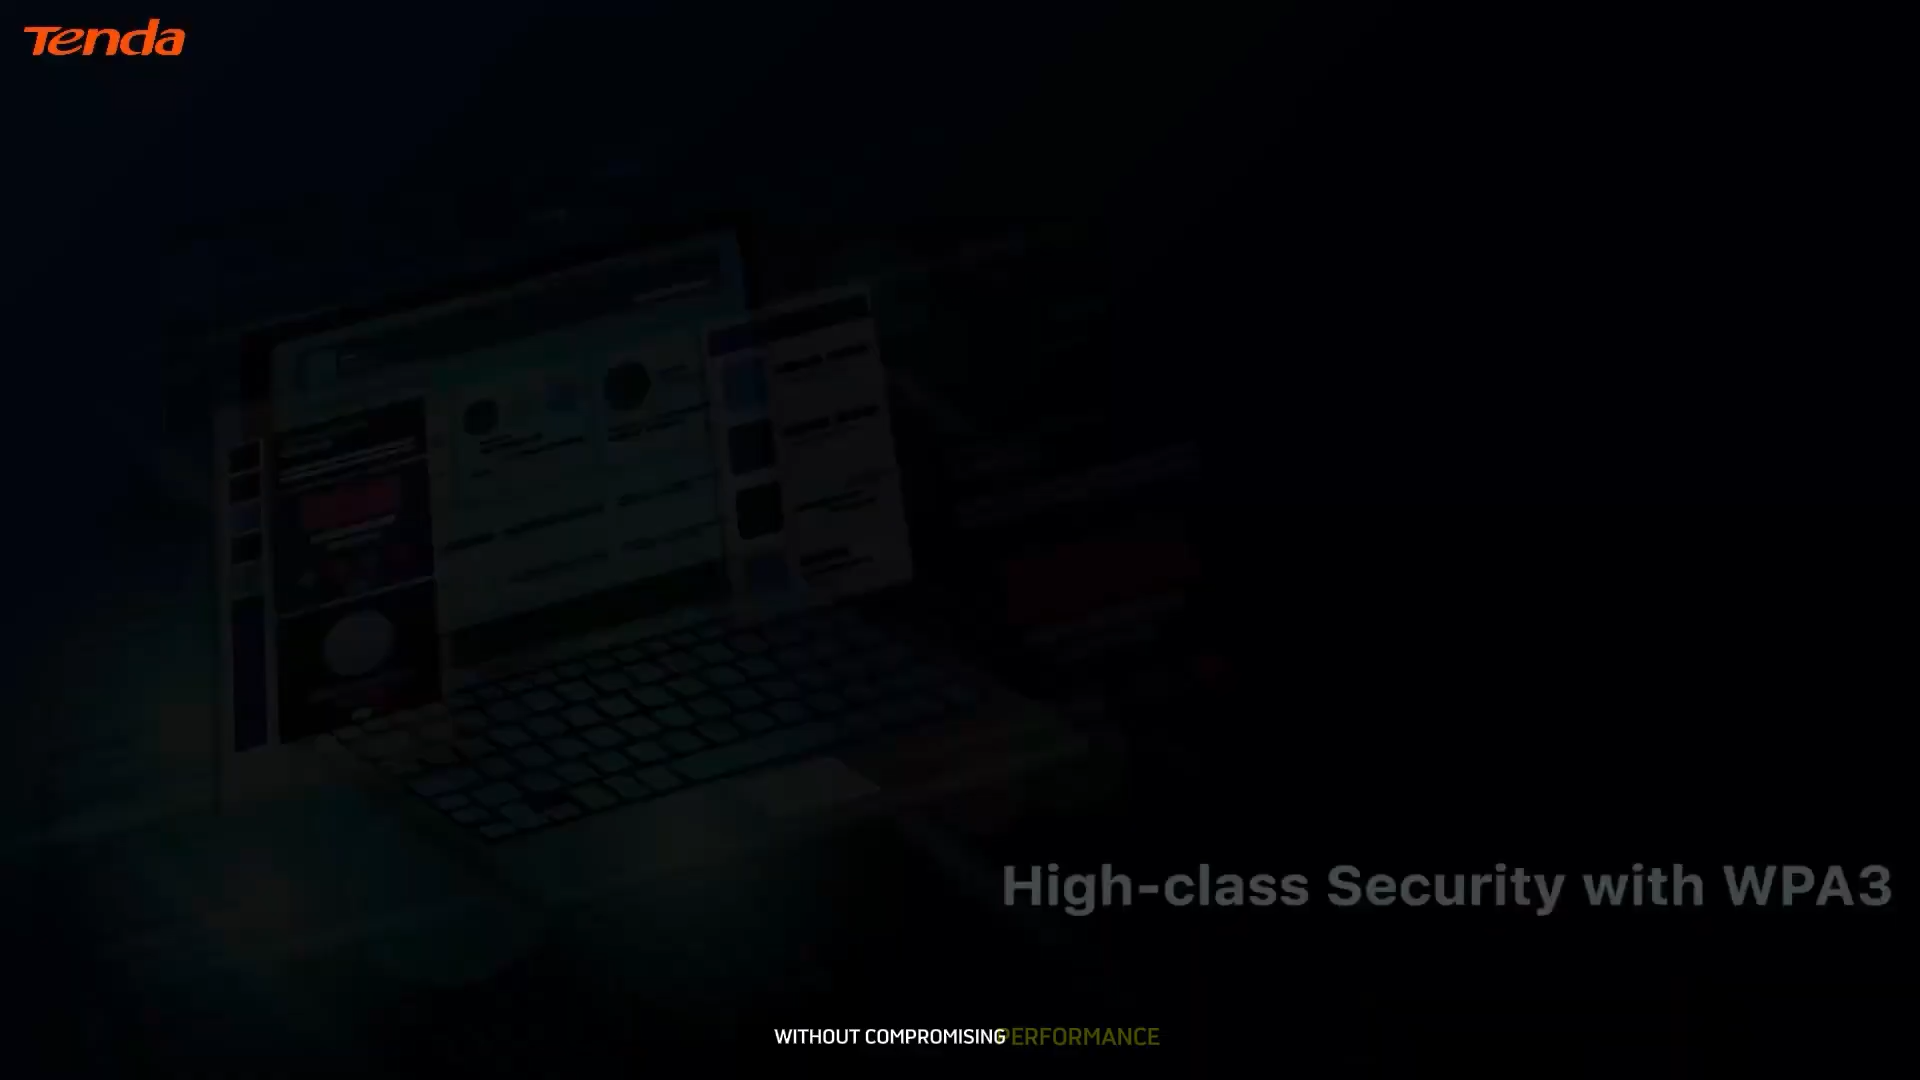 Tenda
High-class Security with WPA3
WITHOUT COMPROMISING PERFORMANCE